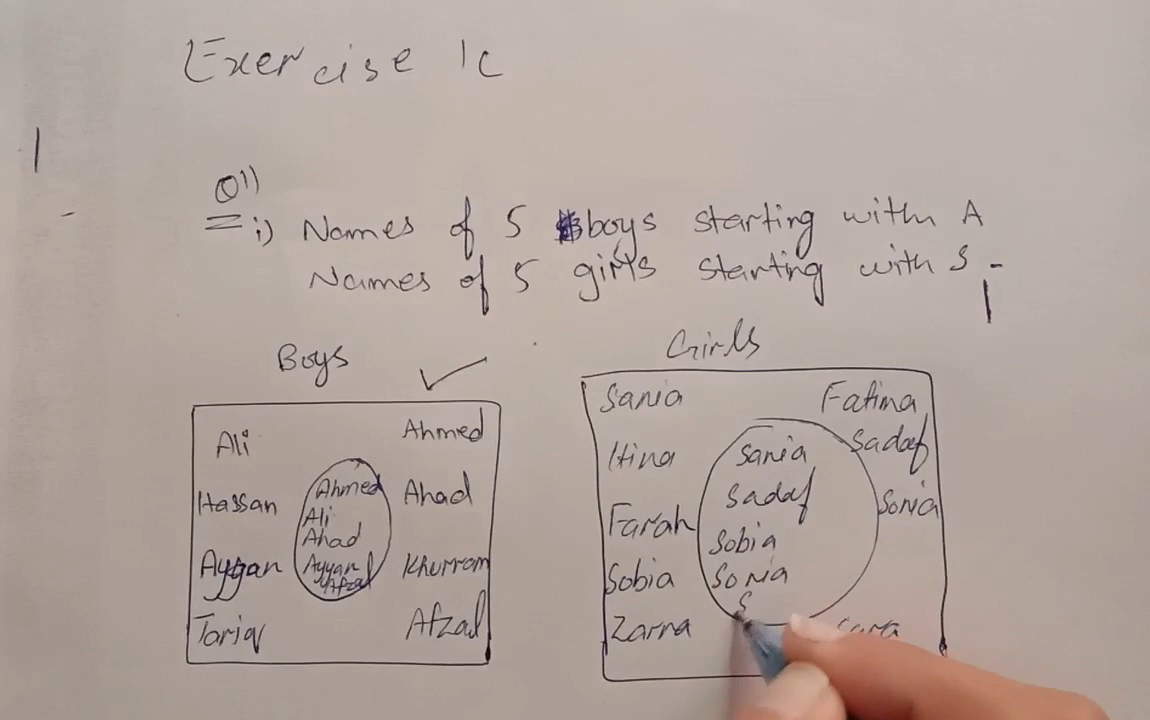 Exercise 1c
Q1)
i) Names of 5 boys starting with A
Names of 5 girls starting with S
Boys
Ali Ahmed
Hassan Ahad
Ayyan Khurram
Tariq Afzal
Ahmed
Ali
Ahad
Ayyan
Afzal
Girls
Sania Fatima
Hina Sadaf
Farah Sonia
Sobia
Zarna Sara
Sania
Sadaf
Sobia
Sonia
S